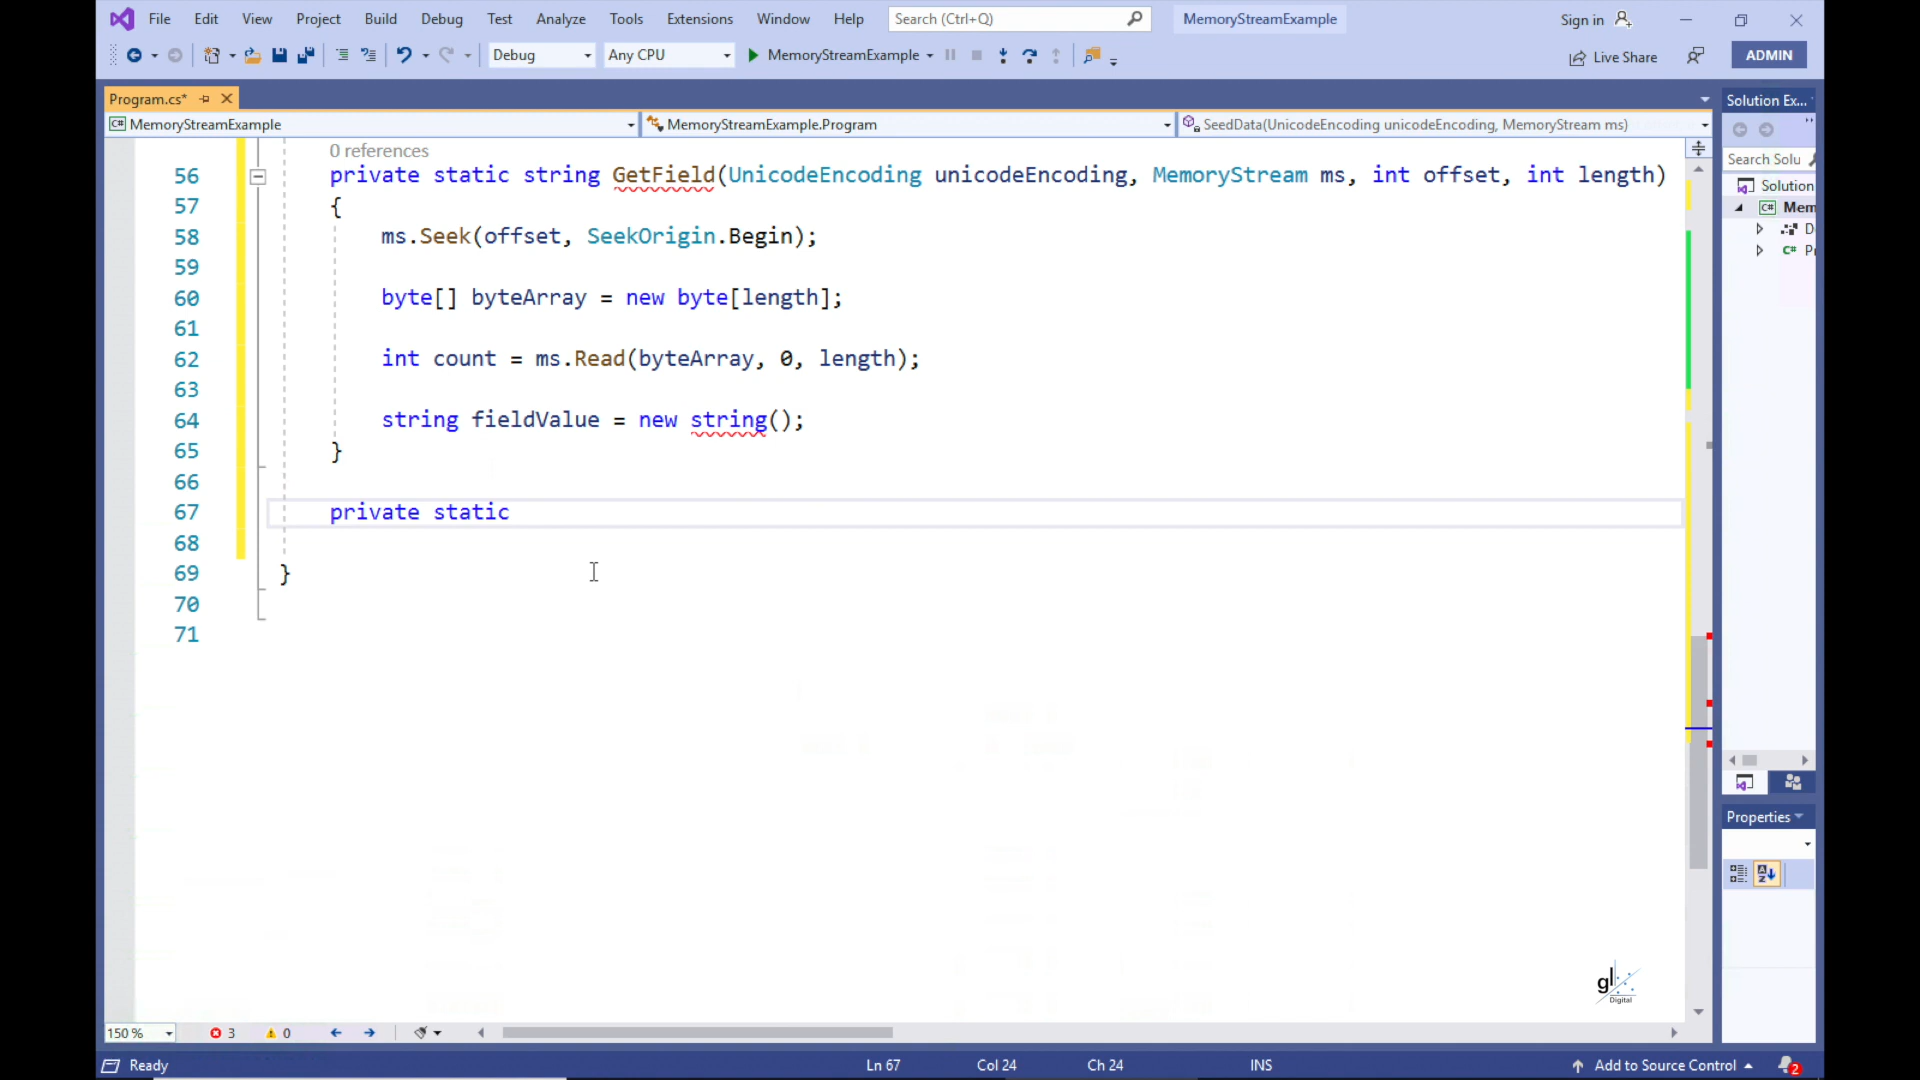 File Edit View Project Build Debug Test Analyze Tools Extensions Window Help Search (Ctrl+Q) MemoryStreamExample Sign in
Debug Any CPU MemoryStreamExample Live Share ADMIN
Program.cs* Solution Ex...
MemoryStreamExample MemoryStreamExample.Program SeedData(UnicodeEncoding unicodeEncoding, MemoryStream ms)
Search Solu
Solution
Mem
D
P
0 references
56 private static string GetField(UnicodeEncoding unicodeEncoding, MemoryStream ms, int offset, int length)
57 {
58 ms.Seek(offset, SeekOrigin.Begin);
59
60 byte[] byteArray = new byte[length];
61
62 int count = ms.Read(byteArray, 0, length);
63
64 string fieldValue = new string();
65 }
66
67 private static
68
69 }
70
71
Properties
gl
Digital
150 % 3 0
Ready Ln 67 Col 24 Ch 24 INS Add to Source Control 2